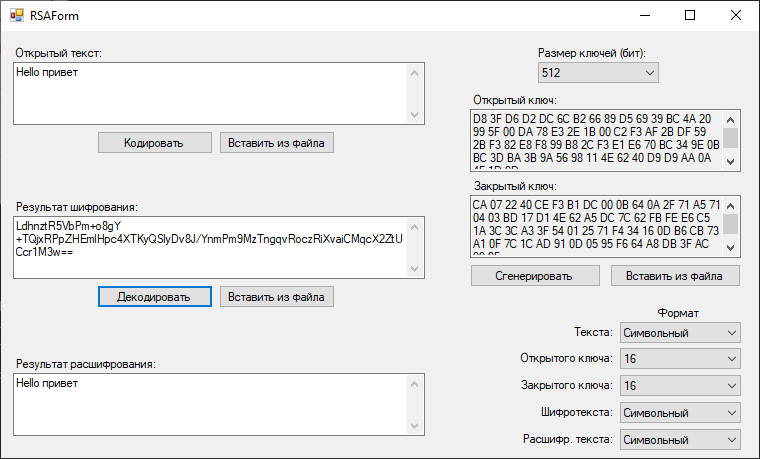 RSAForm
Открытый текст:
Hello привет
Кодировать
Вставить из файла
Результат шифрования:
LdhnztR5VbPm+o8gY
+TQjxRPpZHEmIHpc4XTKyQSlyDv8J/YnmPm9MzTngqvRoczRiXvaiCMqcX2ZtU
Ccr1M3w==
Декодировать
Вставить из файла
Результат расшифрования:
Hello привет
Размер ключей (бит):
512
Открытый ключ:
D8 3F D6 D2 DC 6C B2 66 89 D5 69 39 BC 4A 20
99 5F 00 DA 78 E3 2E 1B 00 C2 F3 AF 2B DF 59
2B F3 82 E8 F8 99 B8 2C F3 E1 E6 70 BC 34 9E 0B
BC 3D BA 3B 9A 56 98 11 4E 62 40 D9 D9 AA 0A
Закрытый ключ:
CA 07 22 40 CE F3 B1 DC 00 0B 64 0A 2F 71 A5 71
04 03 BD 17 D1 4E 62 A5 DC 7C 62 FB FE E6 C5
1A 3C 3C A3 3F 54 01 25 71 F4 34 16 0D B6 CB 73
A1 0F 7C 1C AD 91 0D 05 95 F6 64 A8 DB 3F AC
Сгенерировать
Вставить из файла
Формат
Текста:
Символьный
Открытого ключа:
16
Закрытого ключа:
16
Шифротекста:
Символьный
Расшифр. текста:
Символьный